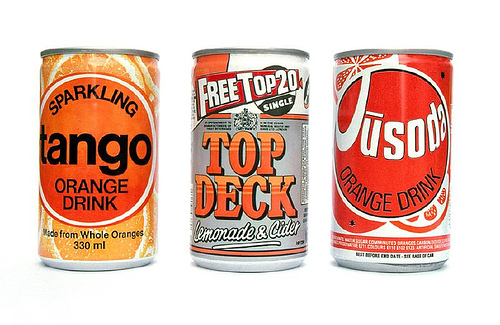 SPARKLING
tango
ORANGE
DRINK
Made from Whole Oranges
330 ml
FREE TOP 20
SINGLE
TOP
DECK
Lemonade & Cider
Jusoda
ORANGE DRINK
BEST BEFORE END DATE - SEE BASE OF CAN